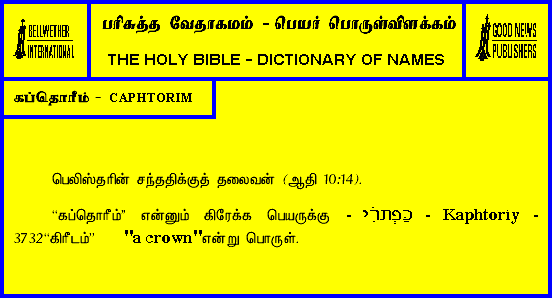 BELLWETHER
INTERNATIONAL
பரிசுத்த வேதாகமம் - பெயர் பொருள்விளக்கம்
THE HOLY BIBLE - DICTIONARY OF NAMES
GOOD NEWS
PUBLISHERS
கப்தொரீம் - CAPHTORIM
பெலிஸ்தரின் சந்ததிக்குத் தலைவன் (ஆதி 10:14).
“கப்தொரீம்” என்னும் கிரேக்க பெயருக்கு - כַּפְתֹּרִי - Kaphtoriy -
3732“கிரீடம்” "a crown"என்று பொருள்.